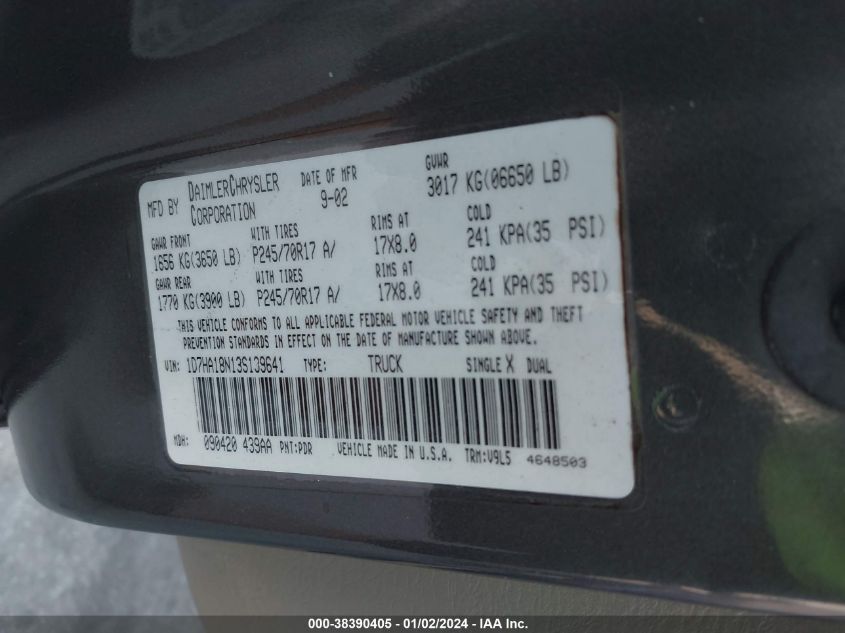 MFD BY DAIMLERCHRYSLER CORPORATION DATE OF MFR 9-02 GVWR 3017 KG(06650 LB)
GAWR FRONT WITH TIRES RIMS AT COLD
1656 KG(3650 LB) P245/70R17 A/ 17X8.0 241 KPA(35 PSI)
GAWR REAR WITH TIRES RIMS AT COLD
1770 KG(3900 LB) P245/70R17 A/ 17X8.0 241 KPA(35 PSI)
THIS VEHICLE CONFORMS TO ALL APPLICABLE FEDERAL MOTOR VEHICLE SAFETY AND THEFT
PREVENTION STANDARDS IN EFFECT ON THE DATE OF MANUFACTURE SHOWN ABOVE.
VIN: 1D7HA18N13S139641 TYPE: TRUCK SINGLE X DUAL
MDH: 090420 439AA PNT:PDR VEHICLE MADE IN U.S.A. TRM:V9L5 4648503
000-38390405 - 01/02/2024 - IAA Inc.